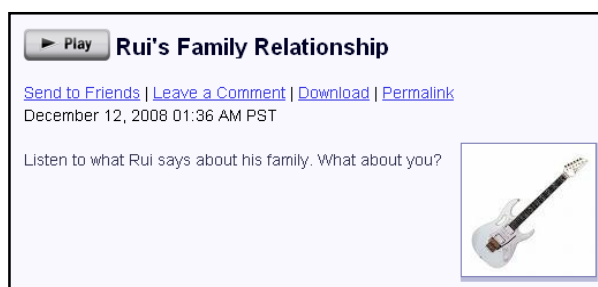 Play Rui's Family Relationship
Send to Friends | Leave a Comment | Download | Permalink
December 12, 2008 01:36 AM PST
Listen to what Rui says about his family. What about you?